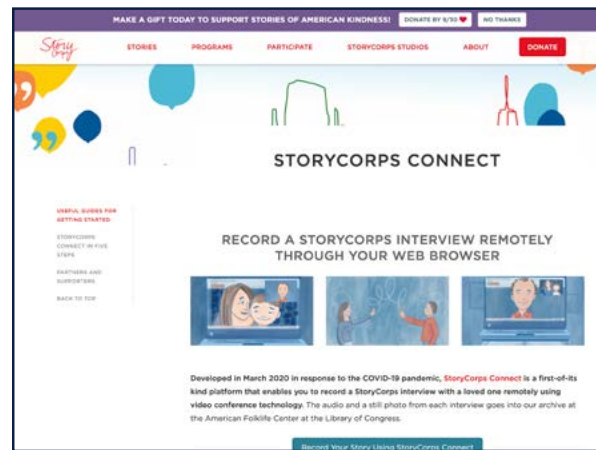 MAKE A GIFT TODAY TO SUPPORT STORIES OF AMERICAN KINDNESS!
DONATE BY 9/30
NO THANKS
Story Corps
STORIES
PROGRAMS
PARTICIPATE
STORYCORPS STUDIOS
ABOUT
DONATE
STORYCORPS CONNECT
USEFUL GUIDES FOR
GETTING STARTED
STORYCORPS
CONNECT IN FIVE
STEPS
PARTNERS AND
SUPPORTERS
BACK TO TOP
RECORD A STORYCORPS INTERVIEW REMOTELY
THROUGH YOUR WEB BROWSER
Developed in March 2020 in response to the COVID-19 pandemic, StoryCorps Connect is a first-of-its
kind platform that enables you to record a StoryCorps interview with a loved one remotely using
video conference technology. The audio and a still photo from each interview goes into our archive at
the American Folklife Center at the Library of Congress.
Record Your Story Using StoryCorps Connect